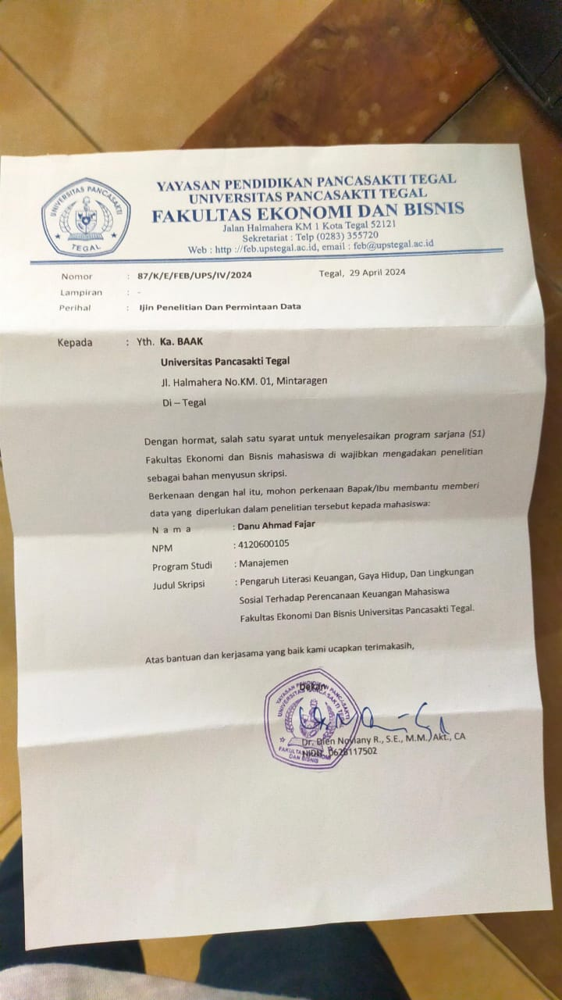 YAYASAN PENDIDIKAN PANCASAKTI TEGAL
UNIVERSITAS PANCASAKTI TEGAL
FAKULTAS EKONOMI DAN BISNIS
Jalan Halmahera KM 1 Kota Tegal 52121
Sekretariat : Telp (0283) 355720
Web : http ://feb.upstegal.ac.id, email : feb@upstegal.ac.id
UNIVERSITAS PANCASAKTI
TEGAL
Nomor : 87/K/E/FEB/UPS/IV/2024 Tegal, 29 April 2024
Lampiran : -
Perihal : Ijin Penelitian Dan Permintaan Data
Kepada : Yth. Ka. BAAK
Universitas Pancasakti Tegal
Jl. Halmahera No.KM. 01, Mintaragen
Di – Tegal
Dengan hormat, salah satu syarat untuk menyelesaikan program sarjana (S1)
Fakultas Ekonomi dan Bisnis mahasiswa di wajibkan mengadakan penelitian
sebagai bahan menyusun skripsi.
Berkenaan dengan hal itu, mohon perkenaan Bapak/Ibu membantu memberi
data yang diperlukan dalam penelitian tersebut kepada mahasiswa:
N a m a : Danu Ahmad Fajar
NPM : 4120600105
Program Studi : Manajemen
Judul Skripsi : Pengaruh Literasi Keuangan, Gaya Hidup, Dan Lingkungan
Sosial Terhadap Perencanaan Keuangan Mahasiswa
Fakultas Ekonomi Dan Bisnis Universitas Pancasakti Tegal.
Atas bantuan dan kerjasama yang baik kami ucapkan terimakasih,
Dekan
YAYASAN PENDIDIKAN PANCASAKTI
UNIVERSITAS PANCASAKTI TEGAL
FAKULTAS EKONOMI
DAN BISNIS
Dr. Dien Noviany R., S.E., M.M., Akt., CA
NIDN. 0628117502